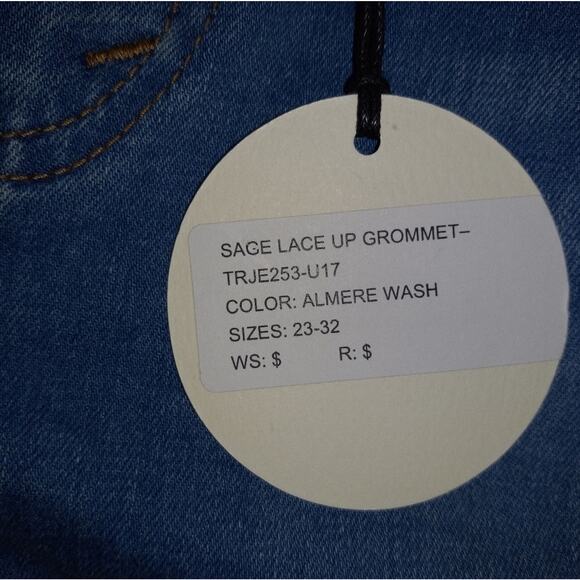 SAGE LACE UP GROMMET–
TRJE253-U17
COLOR: ALMERE WASH
SIZES: 23-32
WS: $ R: $